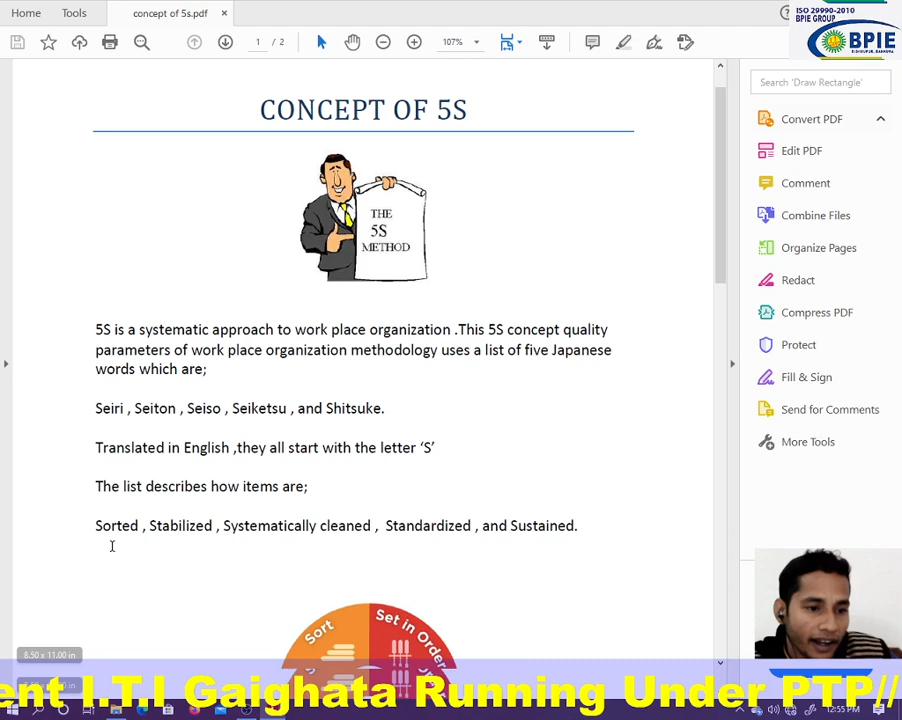 Home
Tools
concept of 5s.pdf
×
ISO 29990-2010
BPIE GROUP
BPIE
1 / 2
107%
Search 'Draw Rectangle'
CONCEPT OF 5S
THE
5S
METHOD
5S is a systematic approach to work place organization .This 5S concept quality
parameters of work place organization methodology uses a list of five Japanese
words which are;
Seiri , Seiton , Seiso , Seiketsu , and Shitsuke.
Translated in English ,they all start with the letter ‘S’
The list describes how items are;
Sorted , Stabilized , Systematically cleaned , Standardized , and Sustained.
Sort
Set in Order
Convert PDF
Edit PDF
Comment
Combine Files
Organize Pages
Redact
Compress PDF
Protect
Fill & Sign
Send for Comments
More Tools
8.50 x 11.00 in
ent I.T.I Gaighata Running Under PTP//
12:55 PM